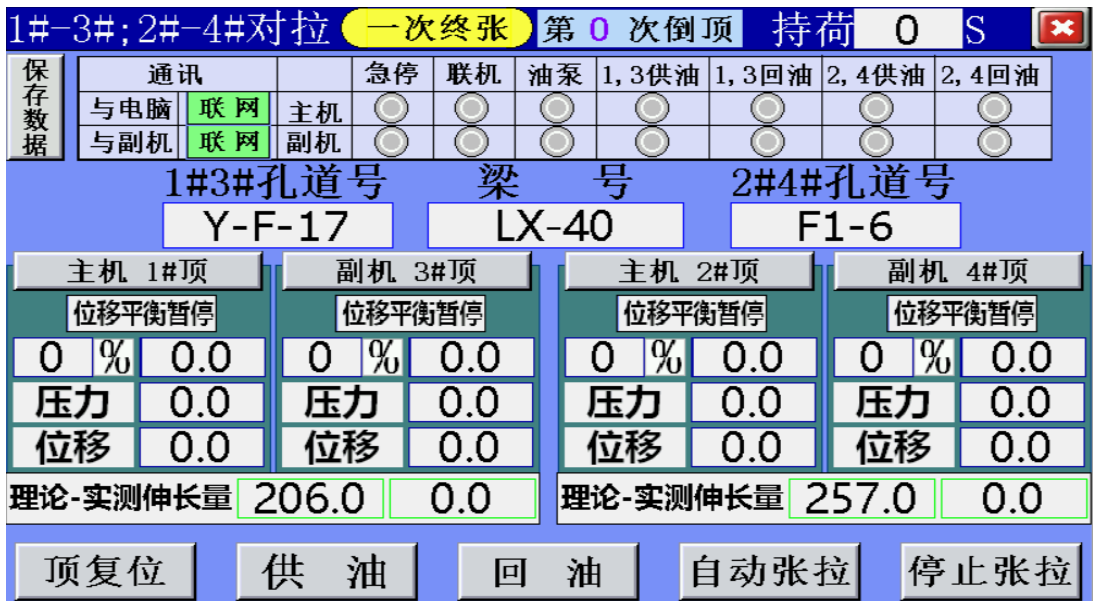 1#-3#;2#-4#对拉 一次终张 第 0 次倒顶 持荷 0 S
保存数据
通讯 急停 联机 油泵 1,3供油 1,3回油 2,4供油 2,4回油
与电脑 联网 主机
与副机 联网 副机
1#3#孔道号 梁 号 2#4#孔道号
Y-F-17 LX-40 F1-6
主机 1#顶 副机 3#顶 主机 2#顶 副机 4#顶
位移平衡暂停 位移平衡暂停 位移平衡暂停 位移平衡暂停
0 % 0.0 0 % 0.0 0 % 0.0 0 % 0.0
压力 0.0 压力 0.0 压力 0.0 压力 0.0
位移 0.0 位移 0.0 位移 0.0 位移 0.0
理论-实测伸长量 206.0 0.0 理论-实测伸长量 257.0 0.0
顶复位 供 油 回 油 自动张拉 停止张拉